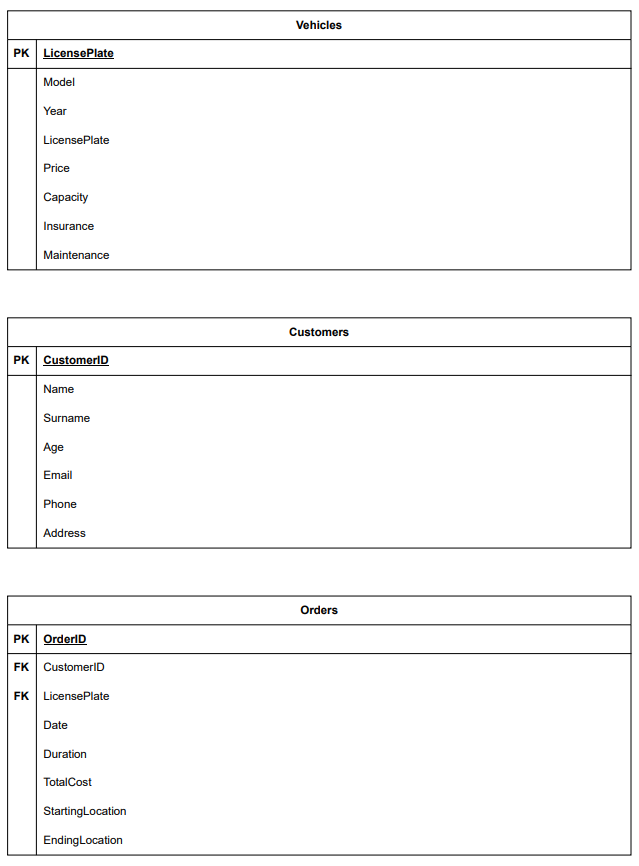 Vehicles
PK LicensePlate
Model
Year
LicensePlate
Price
Capacity
Insurance
Maintenance
Customers
PK CustomerID
Name
Surname
Age
Email
Phone
Address
Orders
PK OrderID
FK CustomerID
FK LicensePlate
Date
Duration
TotalCost
StartingLocation
EndingLocation